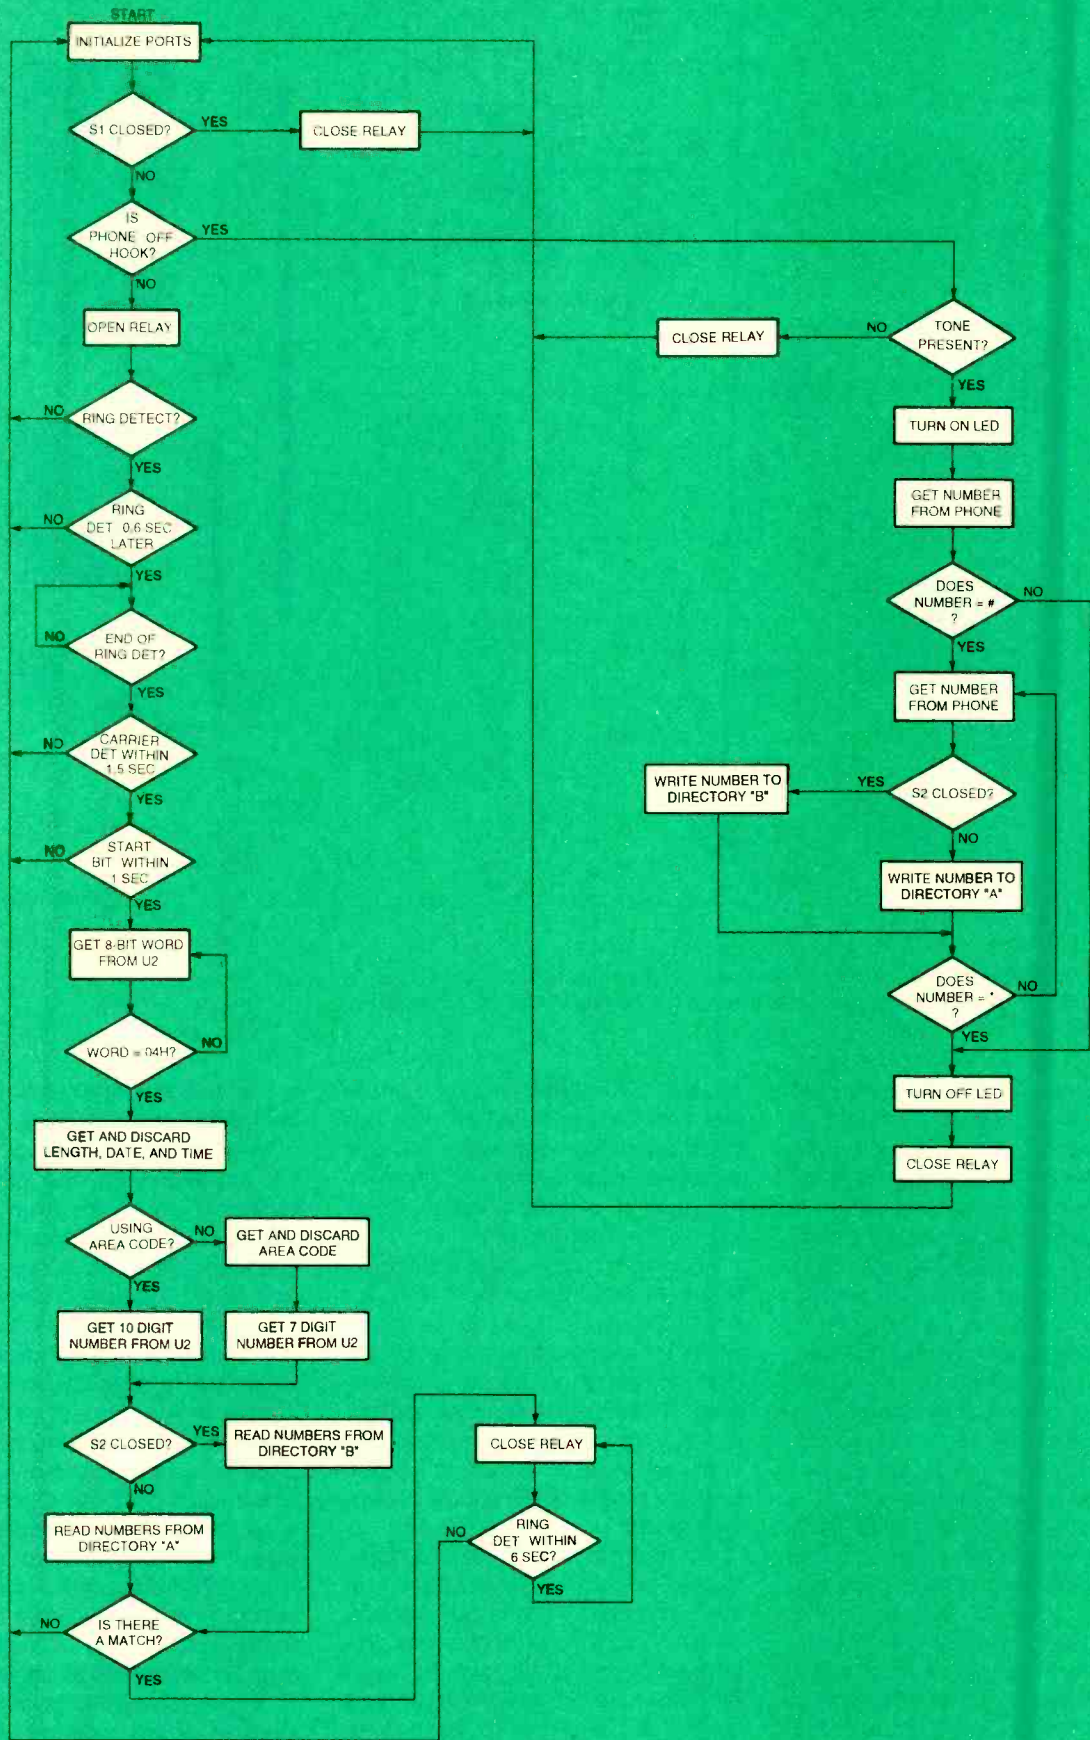 START
INITIALIZE PORTS
S1 CLOSED?
YES
CLOSE RELAY
NO
IS
PHONE OFF
HOOK?
YES
NO
OPEN RELAY
RING DETECT?
NO
YES
RING
DET 0.6 SEC
LATER
NO
YES
END OF
RING DET?
NO
YES
CARRIER
DET WITHIN
1.5 SEC
NO
YES
START
BIT WITHIN
1 SEC
NO
YES
GET 8-BIT WORD
FROM U2
WORD = 04H?
NO
YES
GET AND DISCARD
LENGTH, DATE, AND TIME
USING
AREA CODE?
NO
GET AND DISCARD
AREA CODE
YES
GET 10 DIGIT
NUMBER FROM U2
GET 7 DIGIT
NUMBER FROM U2
S2 CLOSED?
YES
READ NUMBERS FROM
DIRECTORY "B"
NO
READ NUMBERS FROM
DIRECTORY "A"
IS THERE
A MATCH?
NO
YES
CLOSE RELAY
RING
DET WITHIN
6 SEC?
NO
YES
TONE
PRESENT?
NO
CLOSE RELAY
YES
TURN ON LED
GET NUMBER
FROM PHONE
DOES
NUMBER = #
?
NO
YES
GET NUMBER
FROM PHONE
S2 CLOSED?
YES
WRITE NUMBER TO
DIRECTORY "B"
NO
WRITE NUMBER TO
DIRECTORY "A"
DOES
NUMBER = *
?
NO
YES
TURN OFF LED
CLOSE RELAY